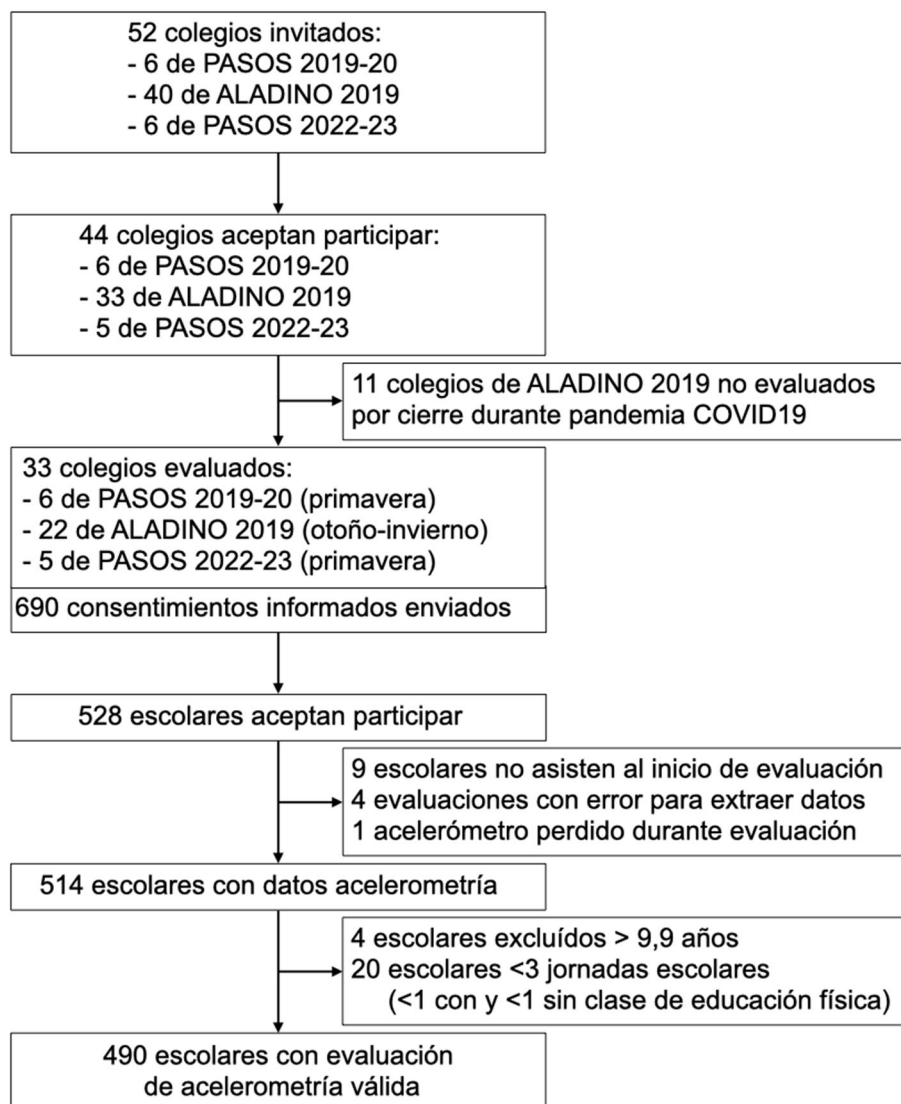 52 colegios invitados:
- 6 de PASOS 2019-20
- 40 de ALADINO 2019
- 6 de PASOS 2022-23
44 colegios aceptan participar:
- 6 de PASOS 2019-20
- 33 de ALADINO 2019
- 5 de PASOS 2022-23
11 colegios de ALADINO 2019 no evaluados
por cierre durante pandemia COVID19
33 colegios evaluados:
- 6 de PASOS 2019-20 (primavera)
- 22 de ALADINO 2019 (otoño-invierno)
- 5 de PASOS 2022-23 (primavera)
690 consentimientos informados enviados
528 escolares aceptan participar
9 escolares no asisten al inicio de evaluación
4 evaluaciones con error para extraer datos
1 acelerómetro perdido durante evaluación
514 escolares con datos acelerometría
4 escolares excluídos > 9,9 años
20 escolares <3 jornadas escolares
(<1 con y <1 sin clase de educación física)
490 escolares con evaluación
de acelerometría válida